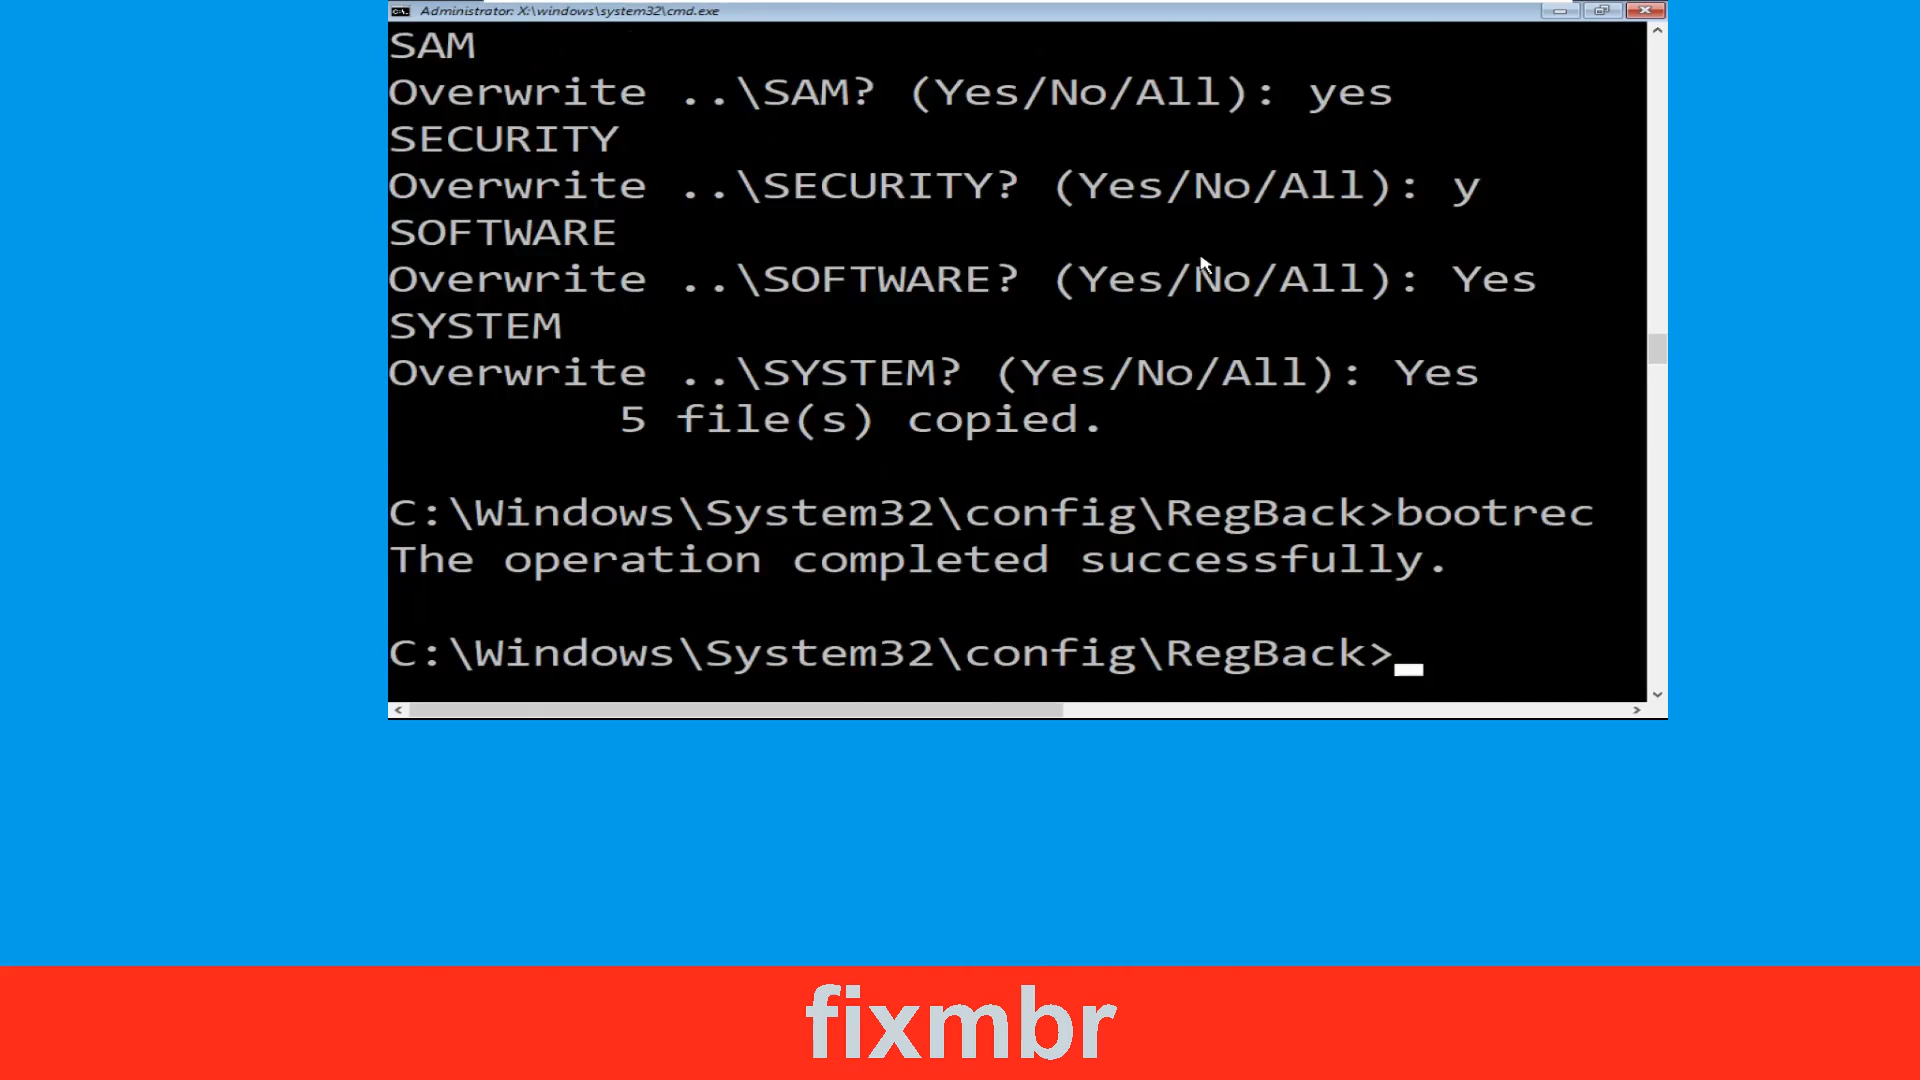 Administrator: X:\windows\system32\cmd.exe
SAM
Overwrite ..\SAM? (Yes/No/All): yes
SECURITY
Overwrite ..\SECURITY? (Yes/No/All): y
SOFTWARE
Overwrite ..\SOFTWARE? (Yes/No/All): Yes
SYSTEM
Overwrite ..\SYSTEM? (Yes/No/All): Yes
5 file(s) copied.
C:\Windows\System32\config\RegBack>bootrec
The operation completed successfully.
C:\Windows\System32\config\RegBack>
fixmbr